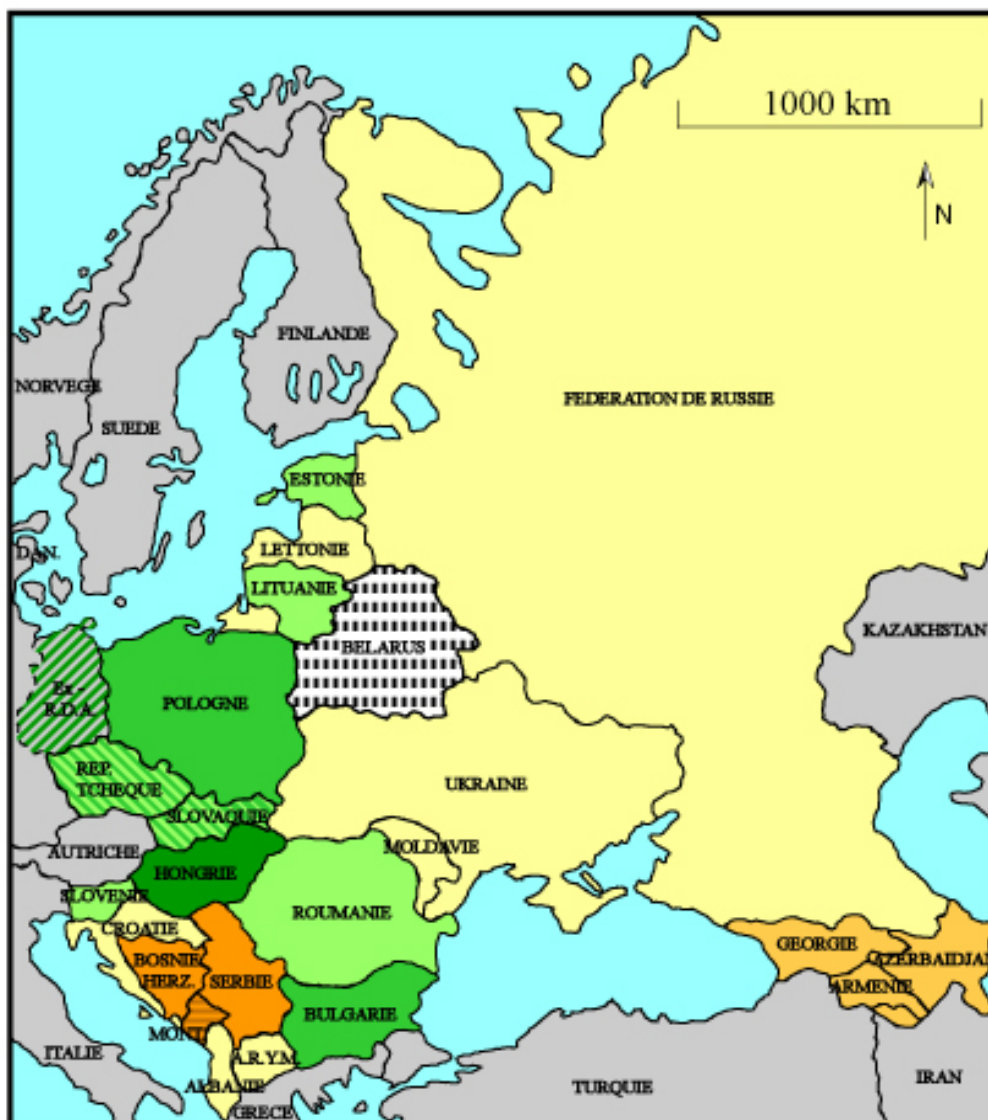 1000 km
N
FINLANDE
NORVEGE
SUEDE
FEDERATION DE RUSSIE
ESTONIE
LETTONIE
DAN.
LITUANIE
KAZAKHSTAN
BELARUS
Ex -
R.D.A.
POLOGNE
REP.
TCHEQUE
UKRAINE
SLOVAQUIE
MOLDAVIE
AUTRICHE
HONGRIE
SLOVENIE
ROUMANIE
CROATIE
GEORGIE
BOSNIE
HERZ.
SERBIE
AZERBAIDJAN
ARMENIE
BULGARIE
MONT.
ITALIE
A.R.Y.M.
ALBANIE
GRECE
TURQUIE
IRAN